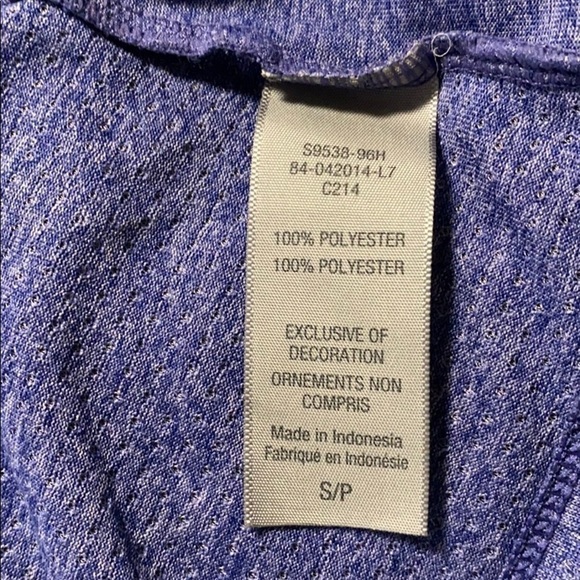 S9538-96H
84-042014-L7
C214
100% POLYESTER
100% POLYESTER
EXCLUSIVE OF
DECORATION
ORNEMENTS NON
COMPRIS
Made in Indonesia
Fabriqué en Indonésie
S/P